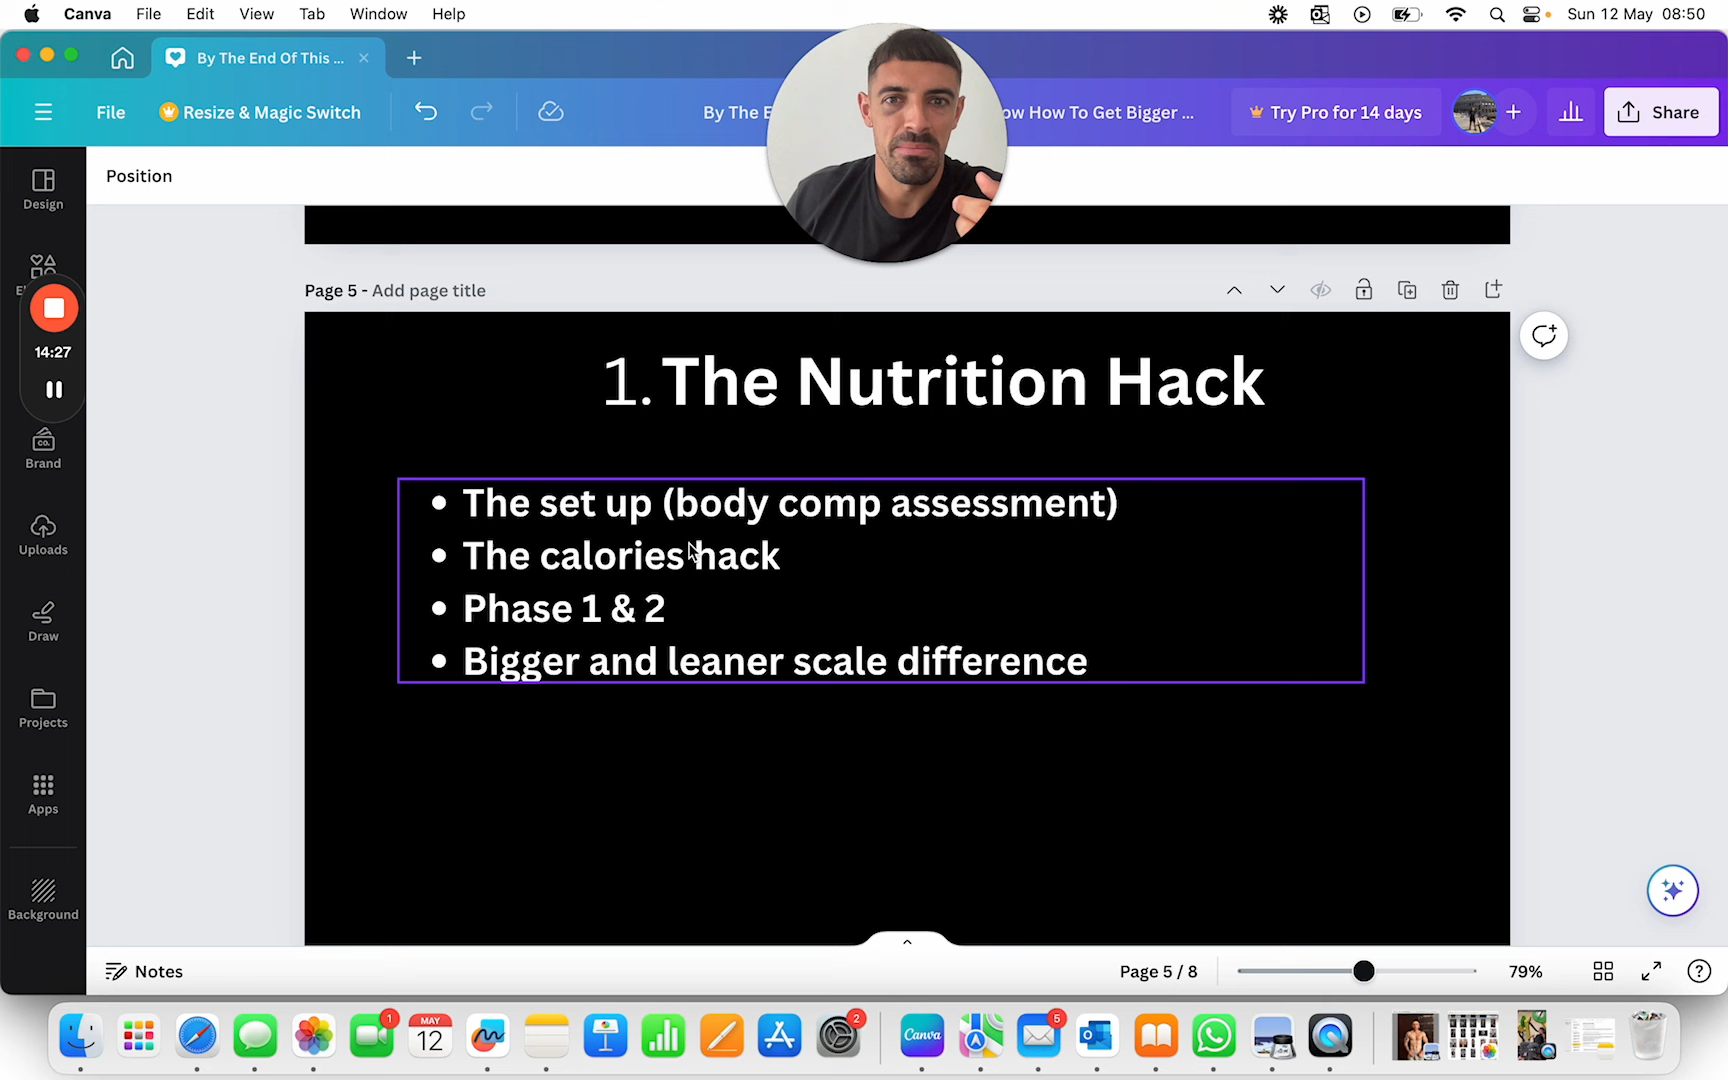 Canva File Edit View Tab Window Help Sun 12 May 08:50
By The End Of This ...
File Resize & Magic Switch By The E ow How To Get Bigger ... Try Pro for 14 days Share
Position
Design
El
14:27
Brand
Uploads
Draw
Projects
Apps
Background
Page 5 - Add page title
1. The Nutrition Hack
• The set up (body comp assessment)
• The calories hack
• Phase 1 & 2
• Bigger and leaner scale difference
Notes Page 5 / 8 79%
1 MAY 12 2 Canva 5